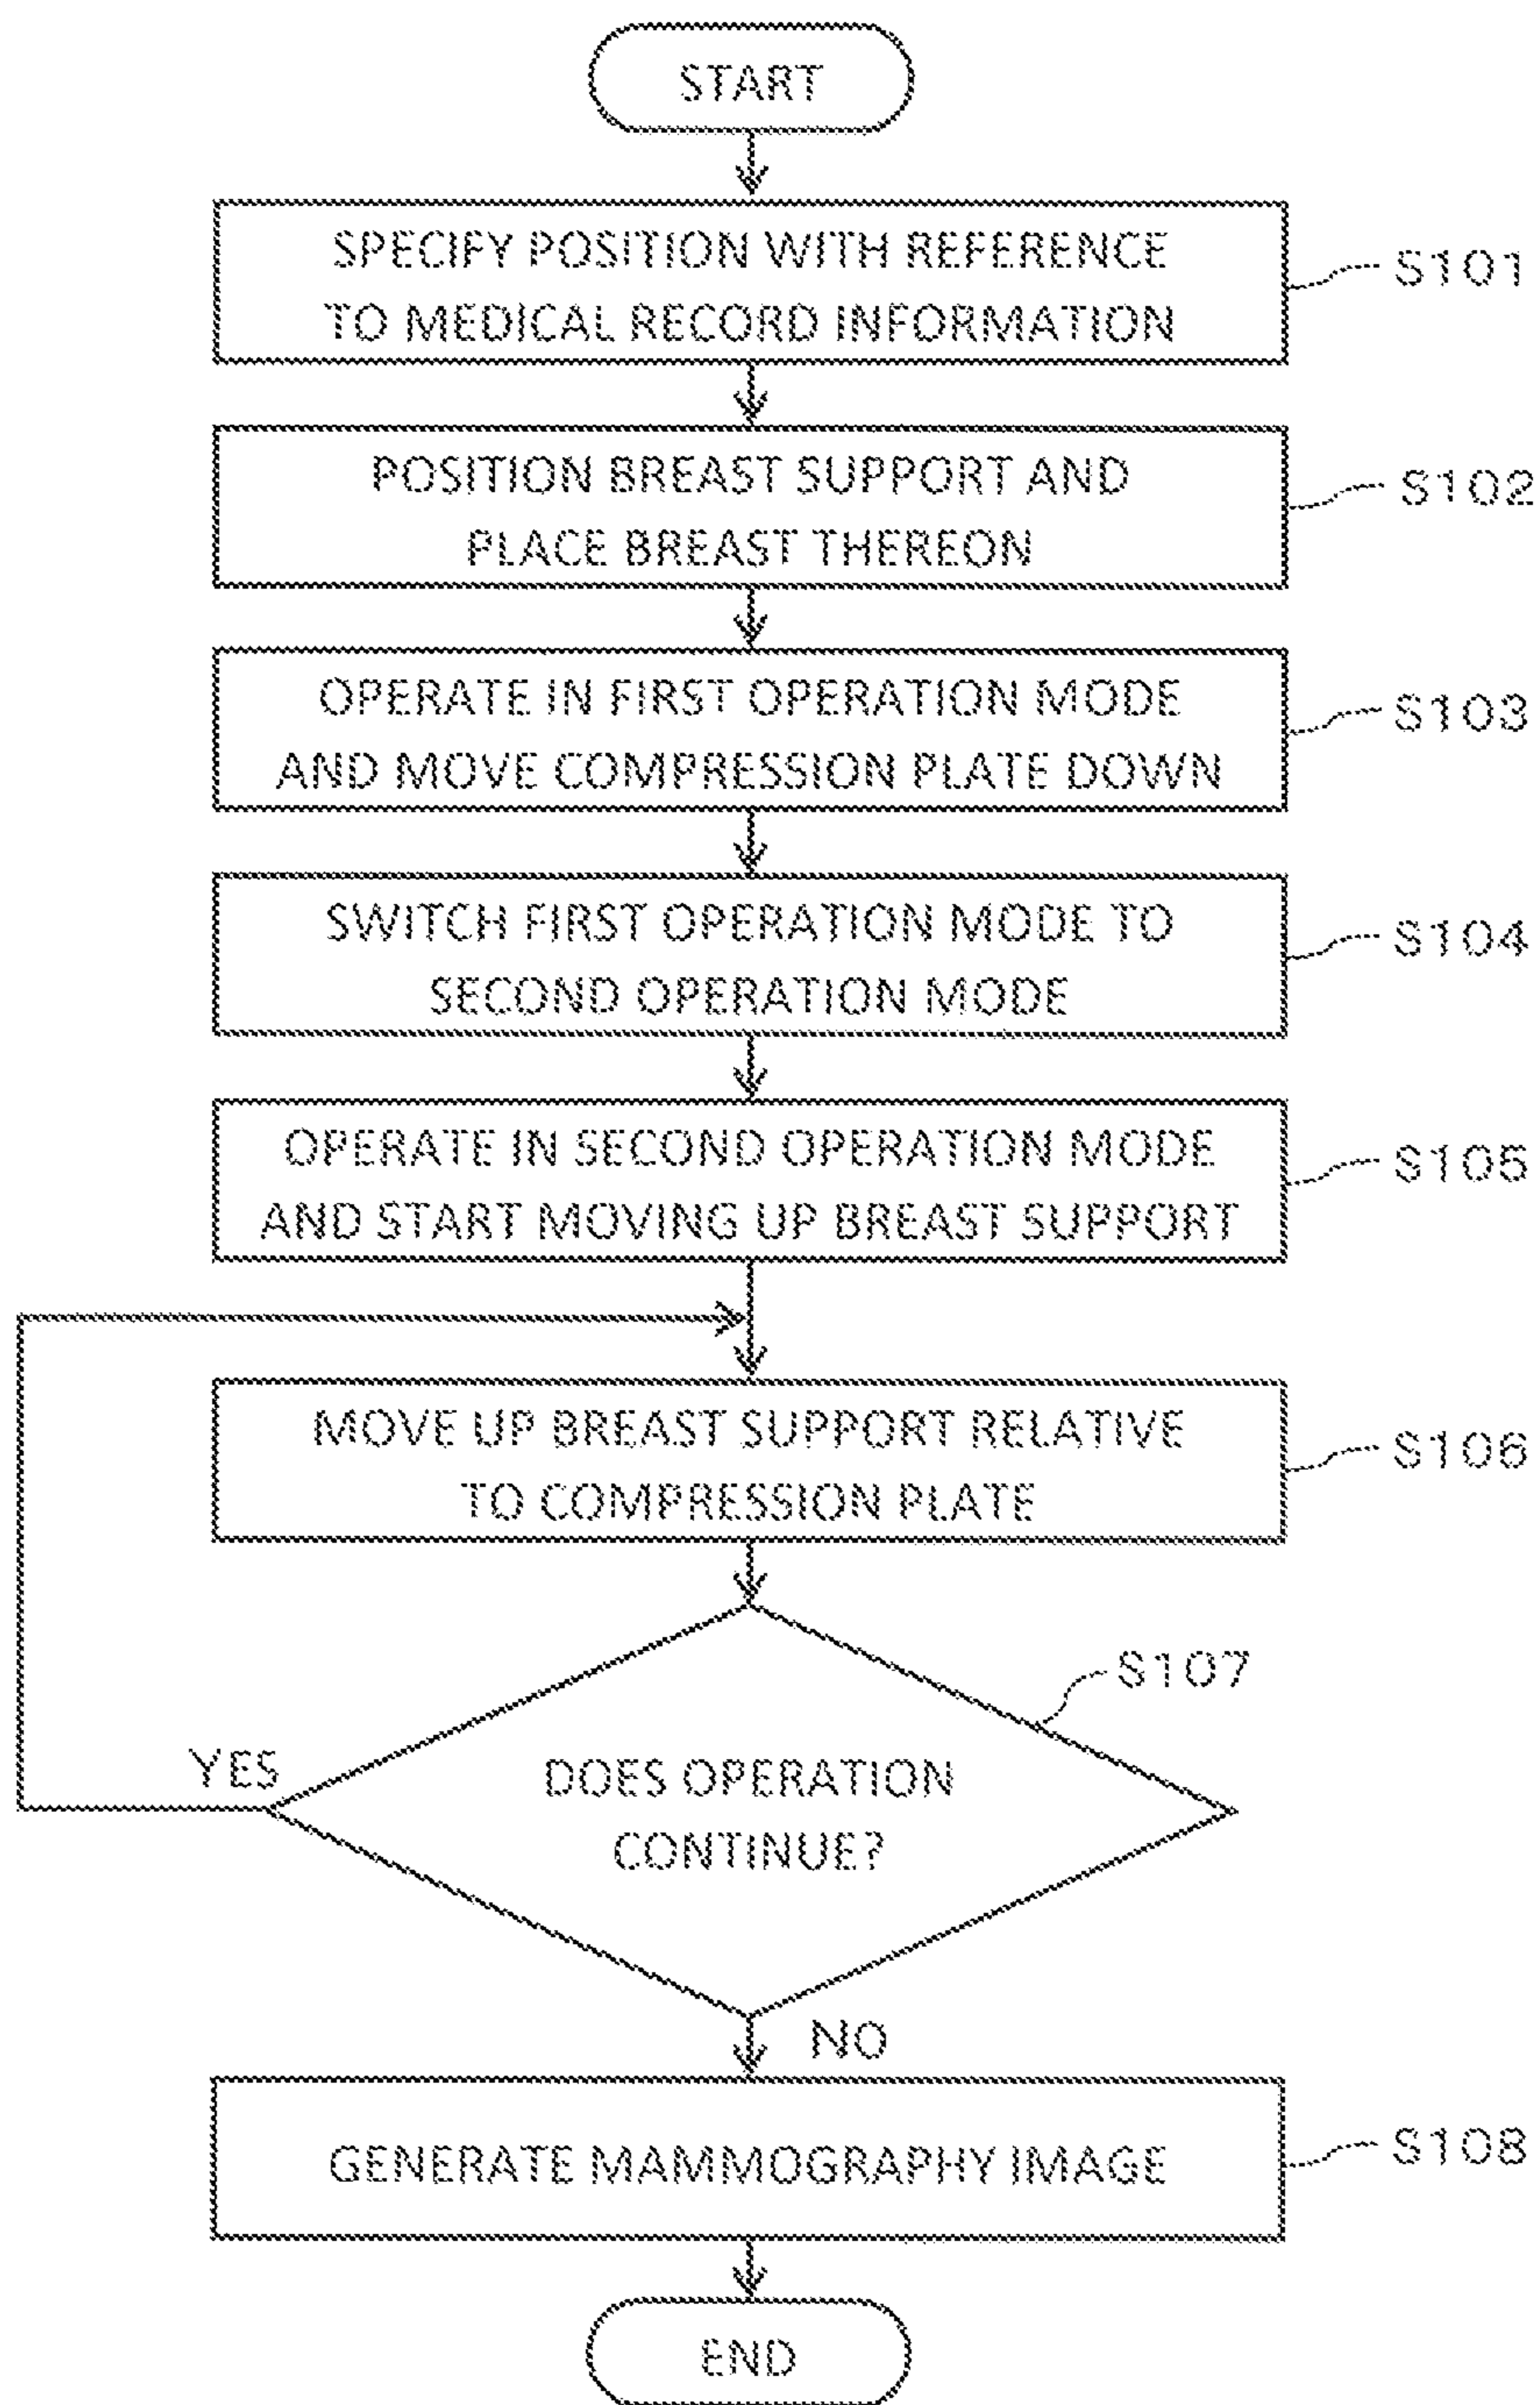 START
SPECIFY POSITION WITH REFERENCE
TO MEDICAL RECORD INFORMATION
S101
POSITION BREAST SUPPORT AND
PLACE BREAST THEREON
S102
OPERATE IN FIRST OPERATION MODE
AND MOVE COMPRESSION PLATE DOWN
S103
SWITCH FIRST OPERATION MODE TO
SECOND OPERATION MODE
S104
OPERATE IN SECOND OPERATION MODE
AND START MOVING UP BREAST SUPPORT
S105
MOVE UP BREAST SUPPORT RELATIVE
TO COMPRESSION PLATE
S106
S107
YES
DOES OPERATION
CONTINUE?
NO
GENERATE MAMMOGRAPHY IMAGE
S108
END